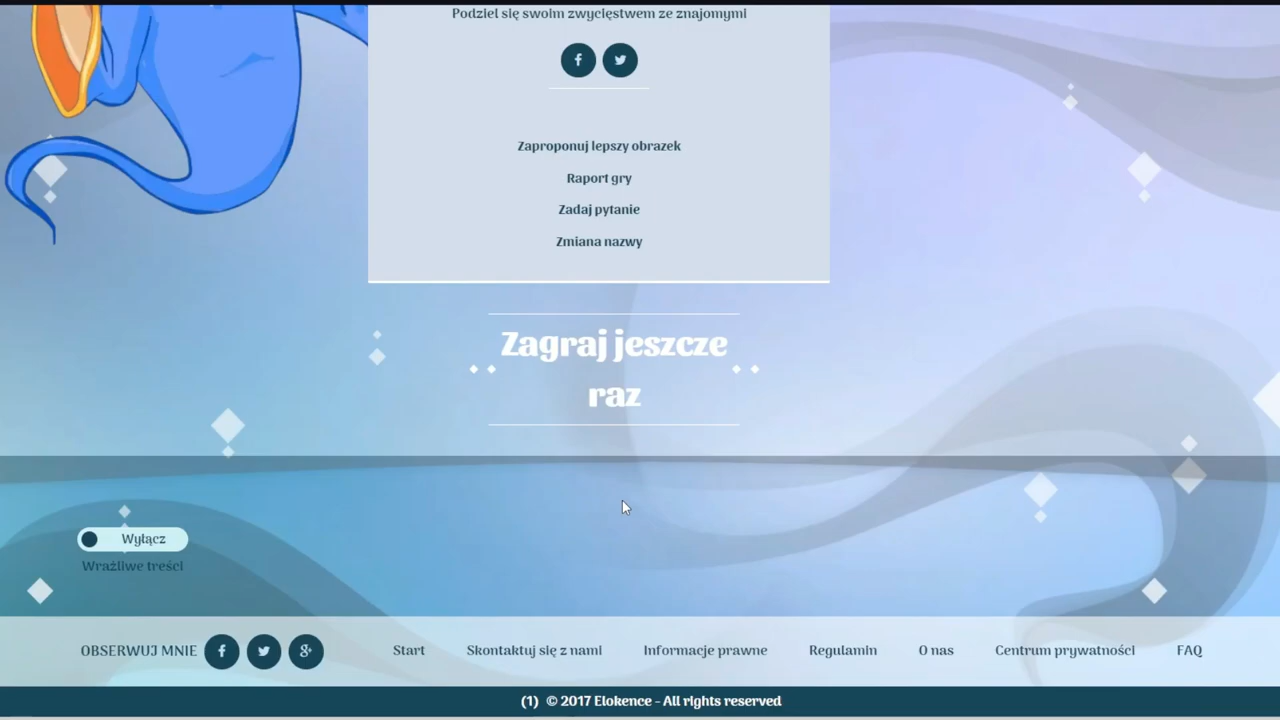 Podziel się swoim zwycięstwem ze znajomymi
Zaproponuj lepszy obrazek
Raport gry
Zadaj pytanie
Zmiana nazwy
Zagraj jeszcze
raz
Wyłącz
Wrażliwe treści
OBSERWUJ MNIE
Start
Skontaktuj się z nami
Informacje prawne
Regulamin
O nas
Centrum prywatności
FAQ
(1) © 2017 Elokence - All rights reserved